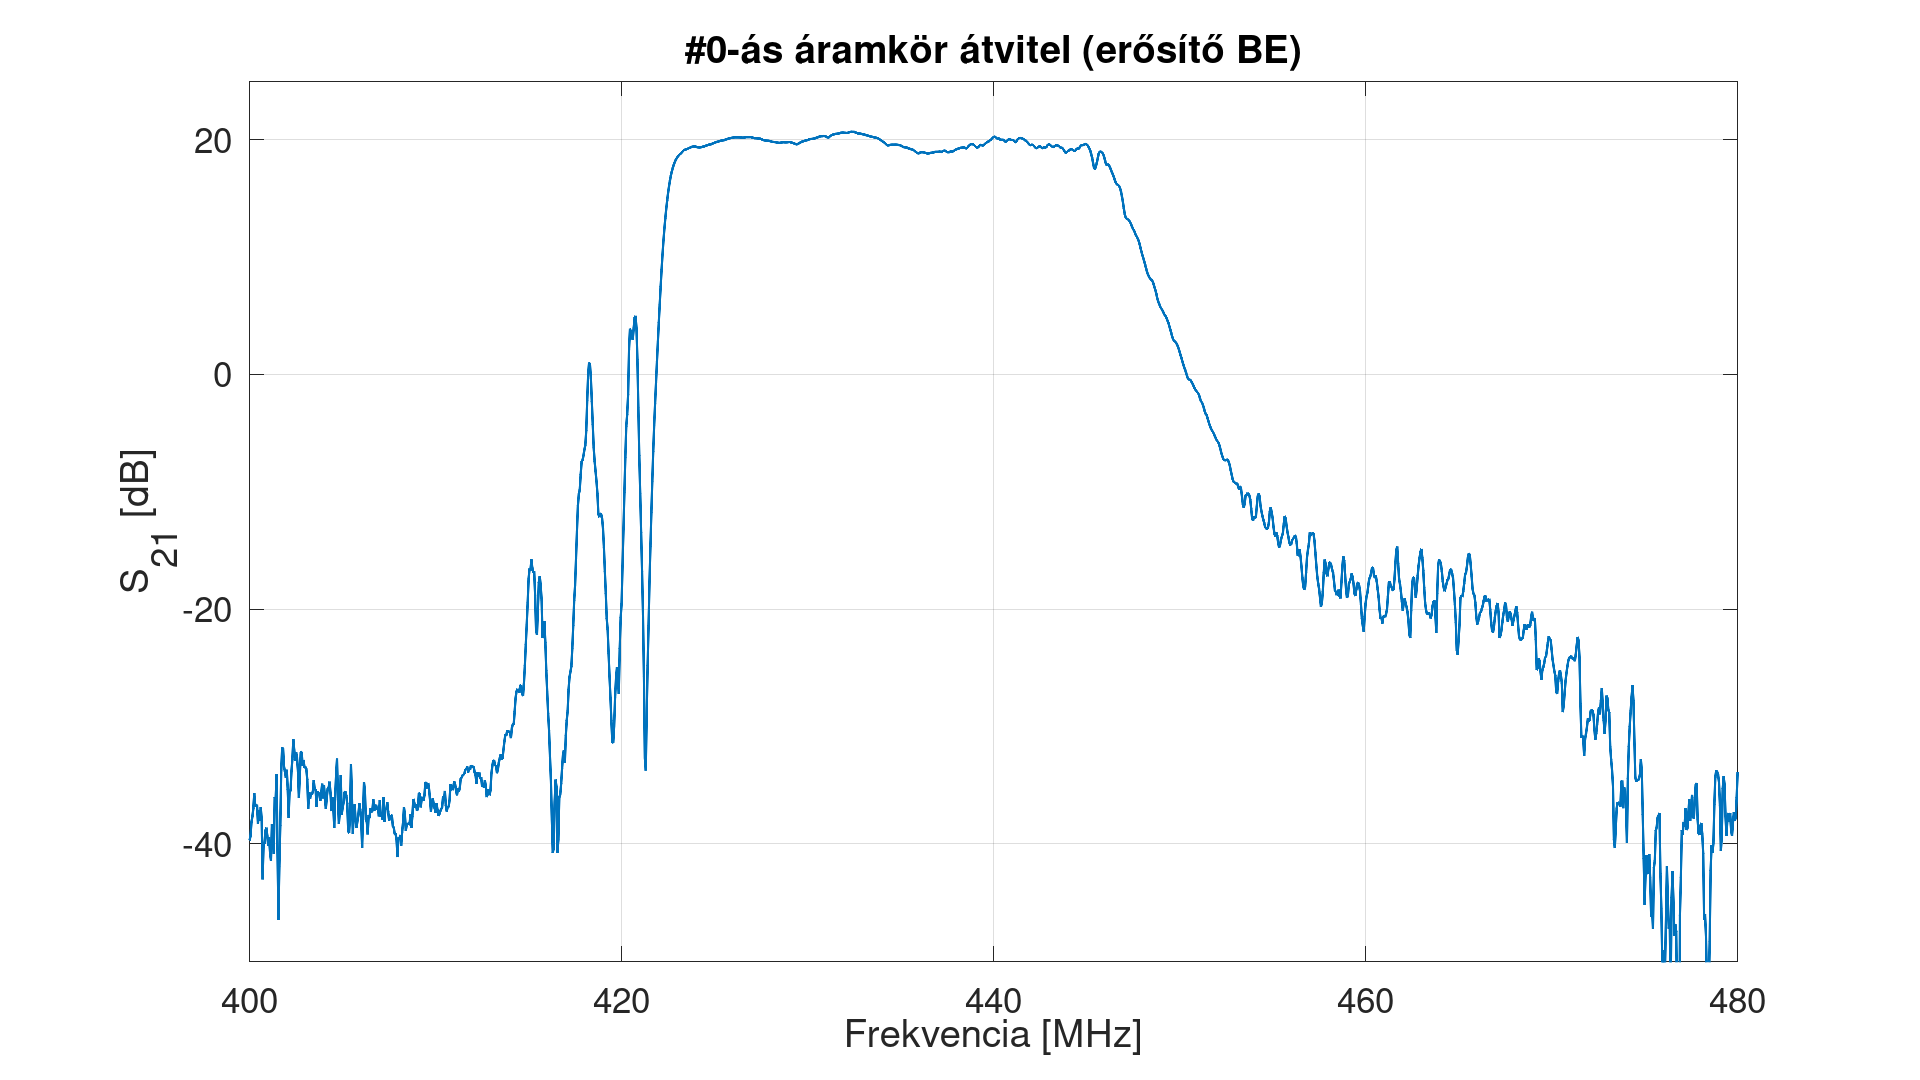 #0-ás áramkör átvitel (erősítő BE)
S21 [dB]
20
0
-20
-40
400 420 440 460 480
Frekvencia [MHz]